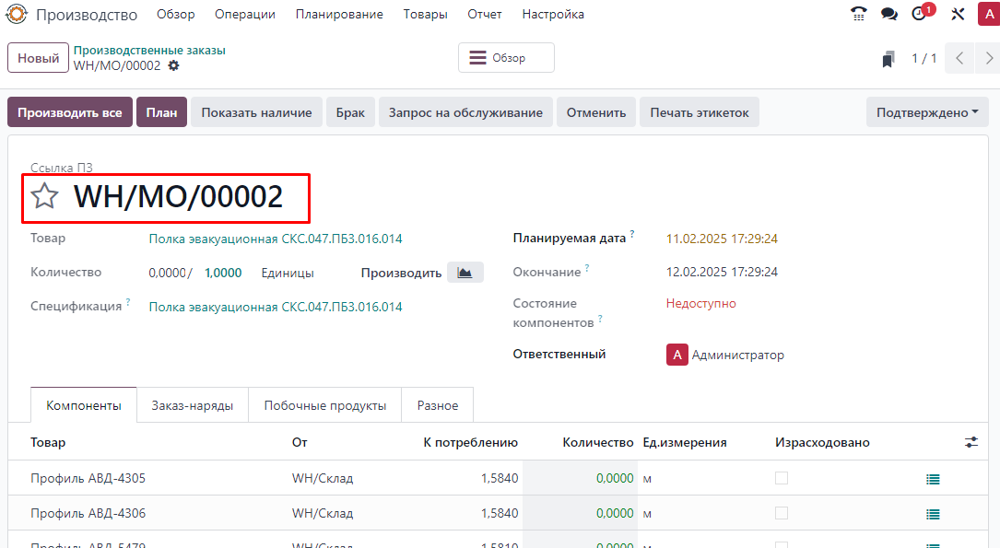 Производство Обзор Операции Планирование Товары Отчет Настройка 1 A
Новый Производственные заказы
WH/MO/00002
Обзор
1 / 1
Производить все План Показать наличие Брак Запрос на обслуживание Отменить Печать этикеток Подтверждено
Ссылка ПЗ
WH/MO/00002
Товар Полка эвакуационная СКС.047.ПБ3.016.014 Планируемая дата ? 11.02.2025 17:29:24
Количество 0,0000/ 1,0000 Единицы Производить Окончание ? 12.02.2025 17:29:24
Спецификация ? Полка эвакуационная СКС.047.ПБ3.016.014 Состояние компонентов ? Недоступно
Ответственный А Администратор
Компоненты Заказ-наряды Побочные продукты Разное
Товар От К потреблению Количество Ед.измерения Израсходовано
Профиль АВД-4305 WH/Склад 1,5840 0,0000 м
Профиль АВД-4306 WH/Склад 1,5840 0,0000 м
Профиль АВД-5479 WH/Склад 1,5810 0,0000 м